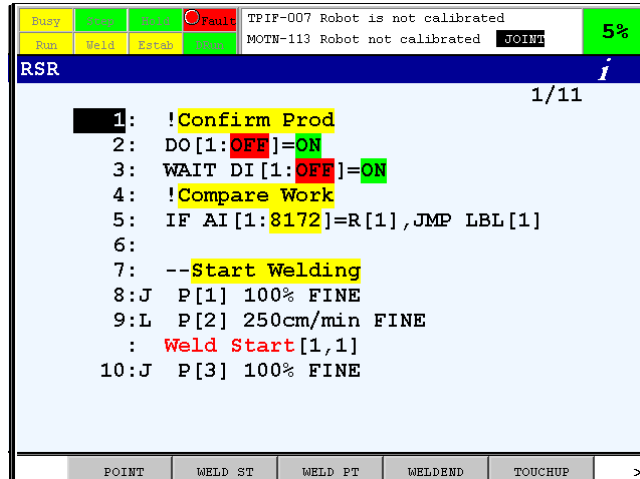 Busy Step Hold Fault TPIF-007 Robot is not calibrated
Run Weld Estab DRun MOTN-113 Robot not calibrated JOINT 5%
RSR i
1/11
1: !Confirm Prod
2: DO[1:OFF]=ON
3: WAIT DI[1:OFF]=ON
4: !Compare Work
5: IF AI[1:8172]=R[1],JMP LBL[1]
6:
7: --Start Welding
8:J P[1] 100% FINE
9:L P[2] 250cm/min FINE
: Weld Start[1,1]
10:J P[3] 100% FINE
POINT WELD ST WELD PT WELDEND TOUCHUP >